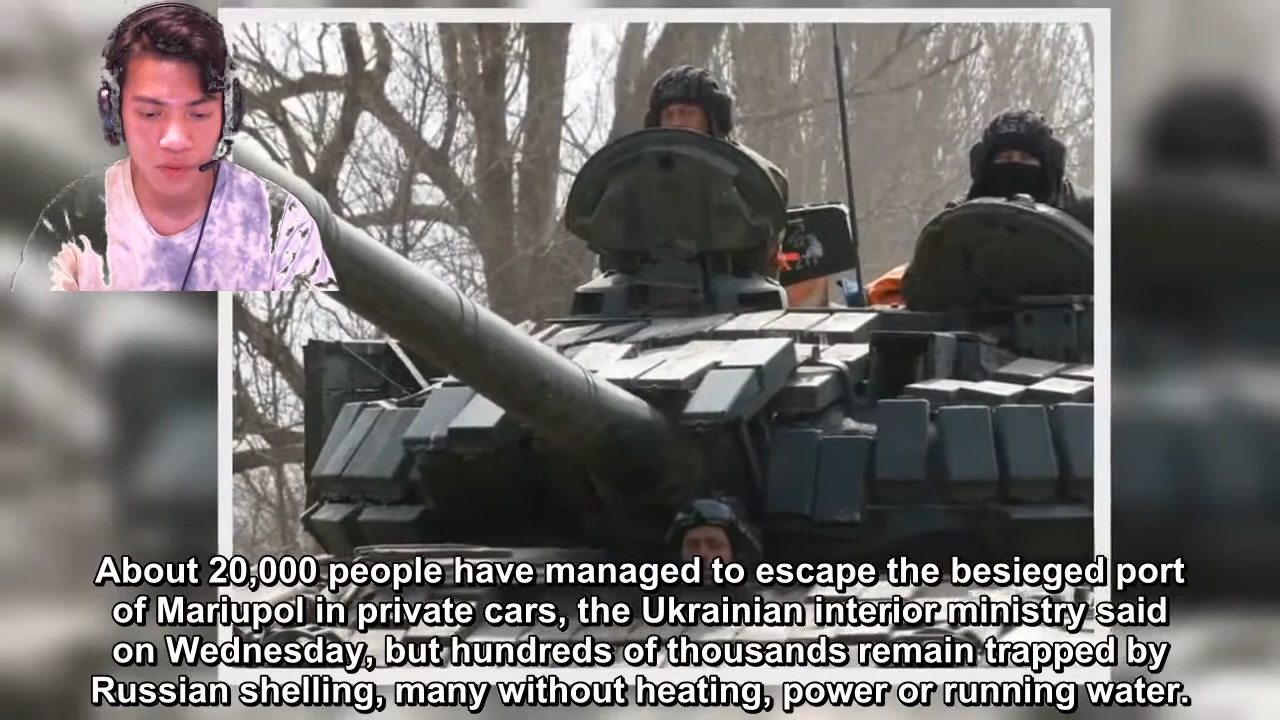 About 20,000 people have managed to escape the besieged port
of Mariupol in private cars, the Ukrainian interior ministry said
on Wednesday, but hundreds of thousands remain trapped by
Russian shelling, many without heating, power or running water.